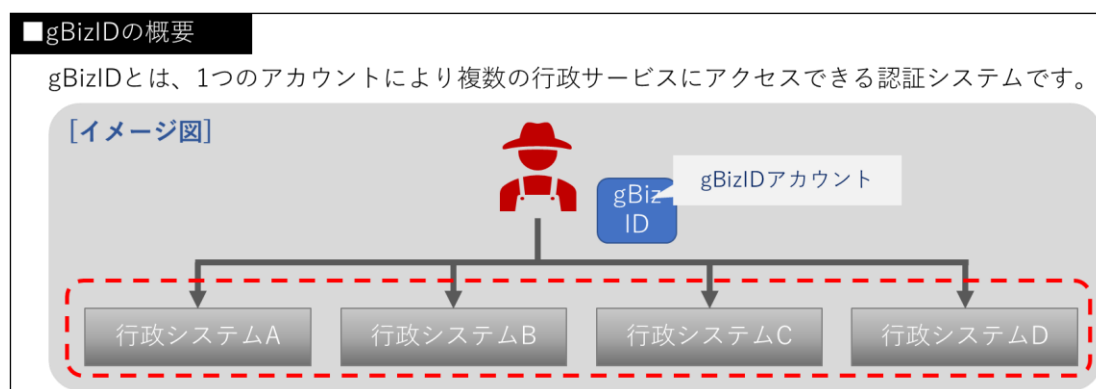 ■gBizIDの概要
gBizIDとは、1つのアカウントにより複数の行政サービスにアクセスできる認証システムです。
[イメージ図]
gBiz
ID
gBizIDアカウント
行政システムA
行政システムB
行政システムC
行政システムD